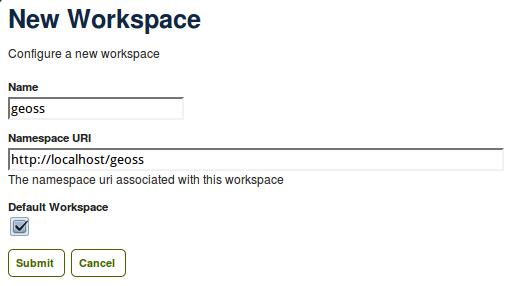 New Workspace
Configure a new workspace
Name
geoss
Namespace URI
http://localhost/geoss
The namespace uri associated with this workspace
Default Workspace
Submit Cancel